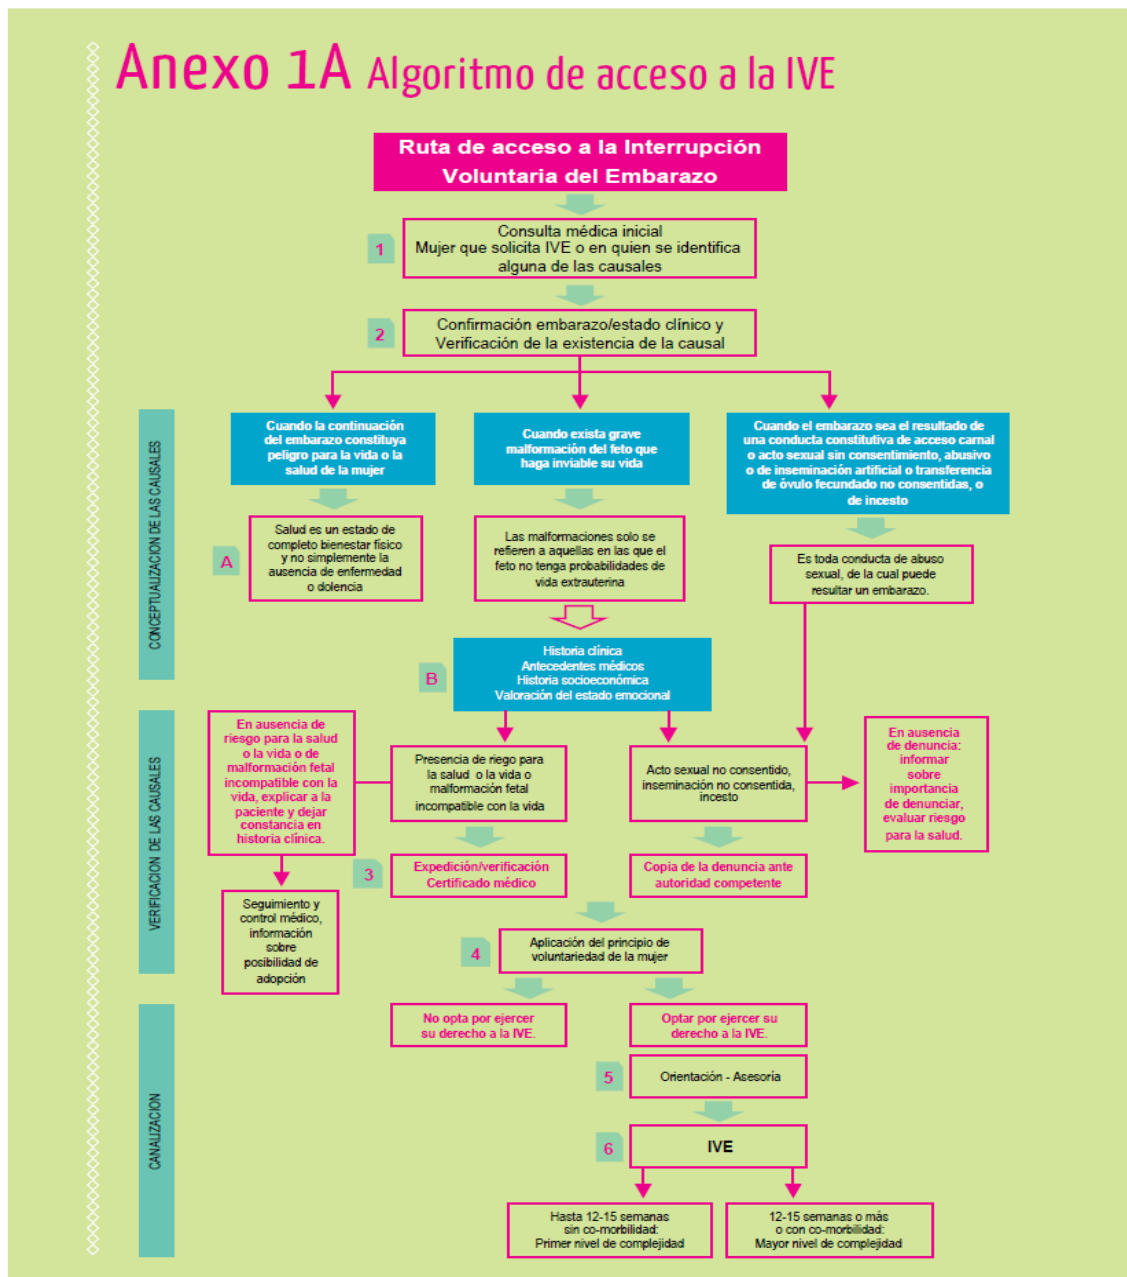 Anexo 1A Algoritmo de acceso a la IVE
Ruta de acceso a la Interrupción
Voluntaria del Embarazo
1
Consulta médica inicial
Mujer que solicita IVE o en quien se identifica
alguna de las causales
2
Confirmación embarazo/estado clínico y
Verificación de la existencia de la causal
CONCEPTUALIZACION DE LAS CAUSALES
Cuando la continuación
del embarazo constituya
peligro para la vida o la
salud de la mujer
Cuando exista grave
malformación del feto que
haga inviable su vida
Cuando el embarazo sea el resultado de
una conducta constitutiva de acceso carnal
o acto sexual sin consentimiento, abusivo
o de inseminación artificial o transferencia
de óvulo fecundado no consentidas, o
de incesto
A
Salud es un estado de
completo bienestar físico
y no simplemente la
ausencia de enfermedad
o dolencia
Las malformaciones solo se
refieren a aquellas en las que el
feto no tenga probabilidades de
vida extrauterina
Es toda conducta de abuso
sexual, de la cual puede
resultar un embarazo.
B
Historia clínica
Antecedentes médicos
Historia socioeconómica
Valoración del estado emocional
VERIFICACION DE LAS CAUSALES
En ausencia de
riesgo para la salud
o la vida o de
malformación fetal
incompatible con la
vida, explicar a la
paciente y dejar
constancia en
historia clínica.
Presencia de riego para
la salud o la vida o
malformación fetal
incompatible con la vida
Acto sexual no consentido,
inseminación no consentida,
incesto
En ausencia
de denuncia:
informar
sobre
importancia
de denunciar,
evaluar riesgo
para la salud.
3
Expedición/verificación
Certificado médico
Copia de la denuncia ante
autoridad competente
Seguimiento y
control médico,
información
sobre
posibilidad de
adopción
4
Aplicación del principio de
voluntariedad de la mujer
CANALIZACION
No opta por ejercer
su derecho a la IVE.
Optar por ejercer su
derecho a la IVE.
5
Orientación - Asesoría
6
IVE
Hasta 12-15 semanas
sin co-morbilidad:
Primer nivel de complejidad
12-15 semanas o más
o con co-morbilidad:
Mayor nivel de complejidad